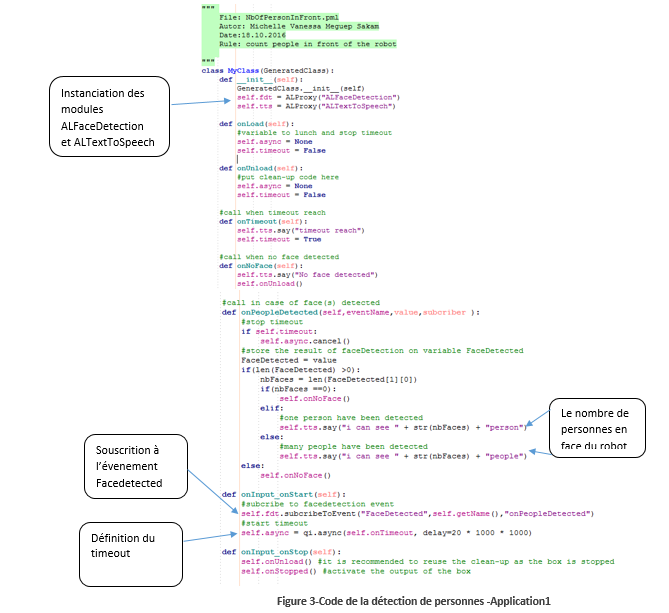 """
File: NbOfPersonInFront.pml
Autor: Michelle Vanessa Meguep Sakam
Date:18.10.2016
Rule: count people in front of the robot
"""
class MyClass(GeneratedClass):
def __init__(self):
GeneratedClass.__init__(self)
self.fdt = ALProxy("ALFaceDetection")
self.tts = ALProxy("ALTextToSpeech")
Instanciation des
modules
ALFaceDetection
et ALTextToSpeech
def onLoad(self):
#variable to lunch and stop timeout
self.async = None
self.timeout = False
def onUnload(self):
#put clean-up code here
self.async = None
self.timeout = False
#call when timeout reach
def onTimeout(self):
self.tts.say("timeout reach")
self.timeout = True
#call when no face detected
def onNoFace(self):
self.tts.say("No face detected")
self.onUnload()
#call in case of face(s) detected
def onPeopleDetected(self,eventName,value,subcriber ):
#stop timeout
if self.timeout:
self.async.cancel()
#store the result of faceDetection on variable FaceDetected
FaceDetected = value
if(len(FaceDetected) >0):
nbFaces = len(FaceDetected[1][0])
if(nbFaces ==0):
self.onNoFace()
elif:
#one person have been detected
self.tts.say("i can see " + str(nbFaces) + "person")
else:
#many people have been detected
self.tts.say("i can see " + str(nbFaces) + "people")
else:
self.onNoFace()
Le nombre de
personnes en
face du robot
Souscrition à
l'évenement
Facedetected
def onInput_onStart(self):
#subcribe to facedetection event
self.fdt.subcribeToEvent("FaceDetected",self.getName(),"onPeopleDetected")
#start timeout
self.async = qi.async(self.onTimeout, delay=20 * 1000 * 1000)
Définition du
timeout
def onInput_onStop(self):
self.onUnload() #it is recommended to reuse the clean-up as the box is stopped
self.onStopped() #activate the output of the box
Figure 3-Code de la détection de personnes -Application1